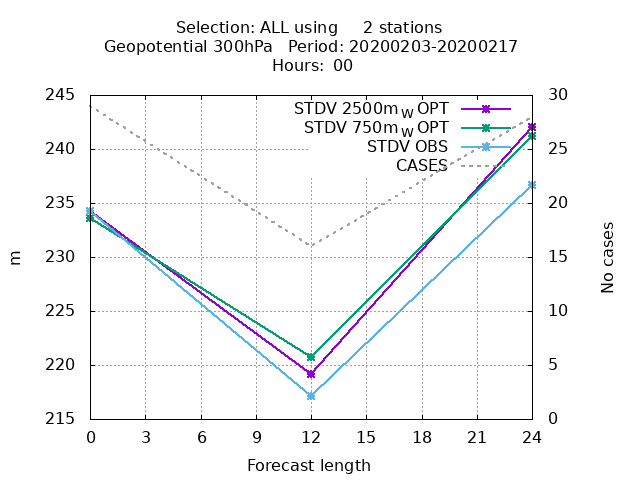 Selection: ALL using     2 stations
Geopotential 300hPa   Period: 20200203-20200217
Hours:  00
245
240
235
230
225
220
215
m
STDV 2500m_W OPT
STDV 750m_W OPT
STDV OBS
CASES
30
25
20
15
10
5
0
No cases
0 3 6 9 12 15 18 21 24
Forecast length